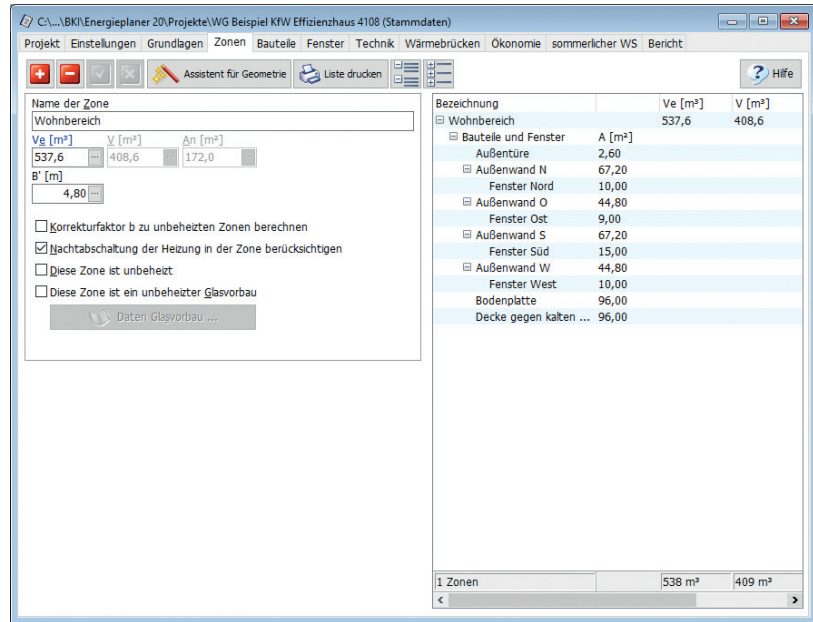 C:\...\BKI\Energieplaner 20\Projekte\WG Beispiel KfW Effizienzhaus 4108 (Stammdaten)
Projekt Einstellungen Grundlagen Zonen Bauteile Fenster Technik Wärmebrücken Ökonomie sommerlicher WS Bericht
Assistent für Geometrie Liste drucken Hilfe
Name der Zone
Wohnbereich
Ve [m³] V [m³] An [m²]
537,6 ... 408,6 ... 172,0 ...
B' [m]
4,80 ...
Korrekturfaktor b zu unbeheizten Zonen berechnen
Nachtabschaltung der Heizung in der Zone berücksichtigen
Diese Zone ist unbeheizt
Diese Zone ist ein unbeheizter Glasvorbau
Daten Glasvorbau ...
Bezeichnung Ve [m³] V [m³]
Wohnbereich 537,6 408,6
Bauteile und Fenster A [m²]
Außentüre 2,60
Außenwand N 67,20
Fenster Nord 10,00
Außenwand O 44,80
Fenster Ost 9,00
Außenwand S 67,20
Fenster Süd 15,00
Außenwand W 44,80
Fenster West 10,00
Bodenplatte 96,00
Decke gegen kalten ... 96,00
1 Zonen 538 m³ 409 m³